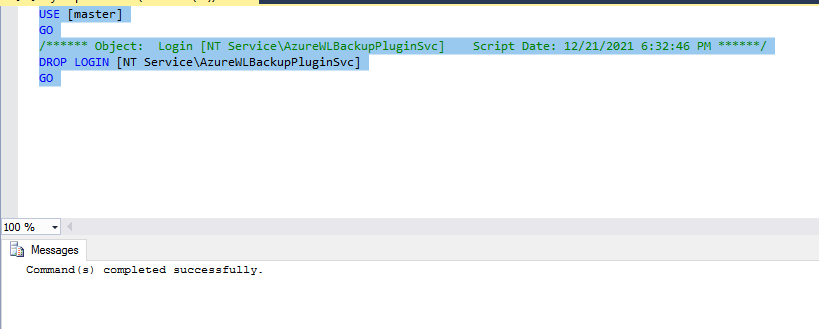 USE [master]
GO
/****** Object:  Login [NT Service\AzureWLBackupPluginSvc]    Script Date: 12/21/2021 6:32:46 PM ******/
DROP LOGIN [NT Service\AzureWLBackupPluginSvc]
GO
100 %
Messages
Command(s) completed successfully.